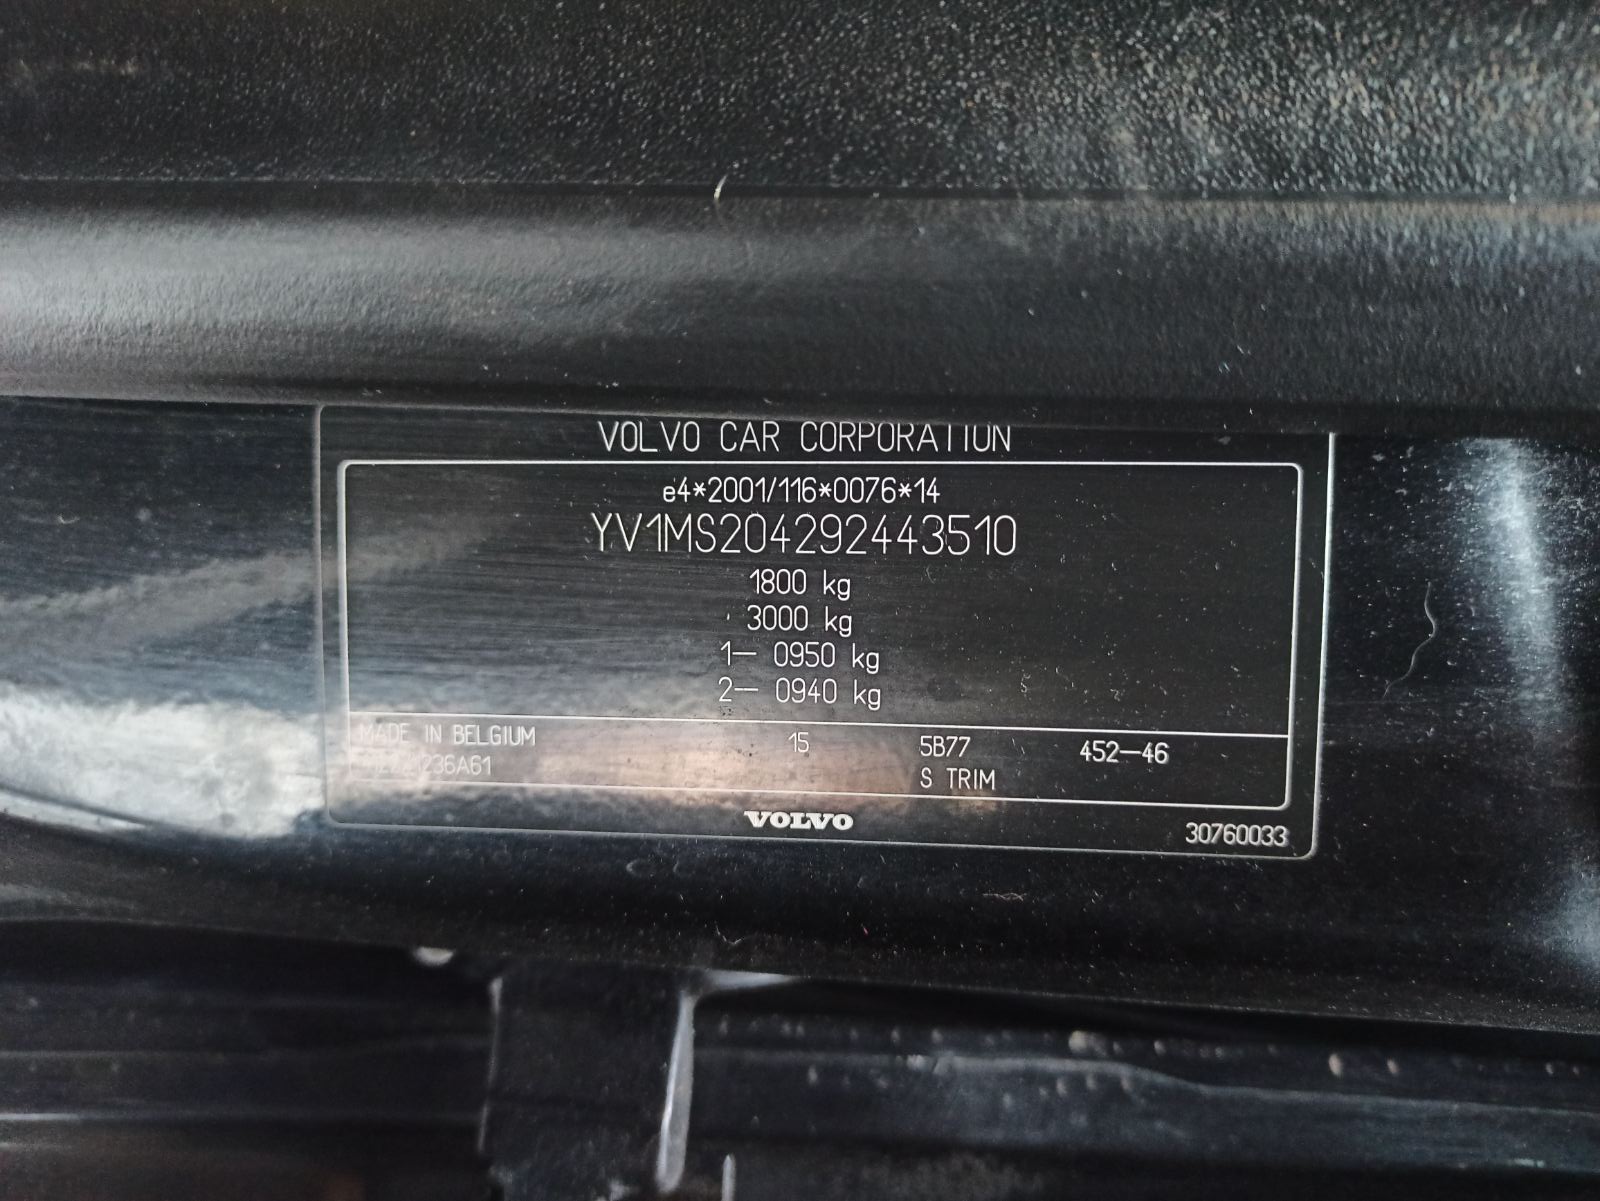 VOLVO CAR CORPORATION
e4*2001/116*0076*14
YV1MS204292443510
1800 kg
3000 kg
1— 0950 kg
2— 0940 kg
MADE IN BELGIUM 15 5B77 452—46
S TRIM
VOLVO
30760033